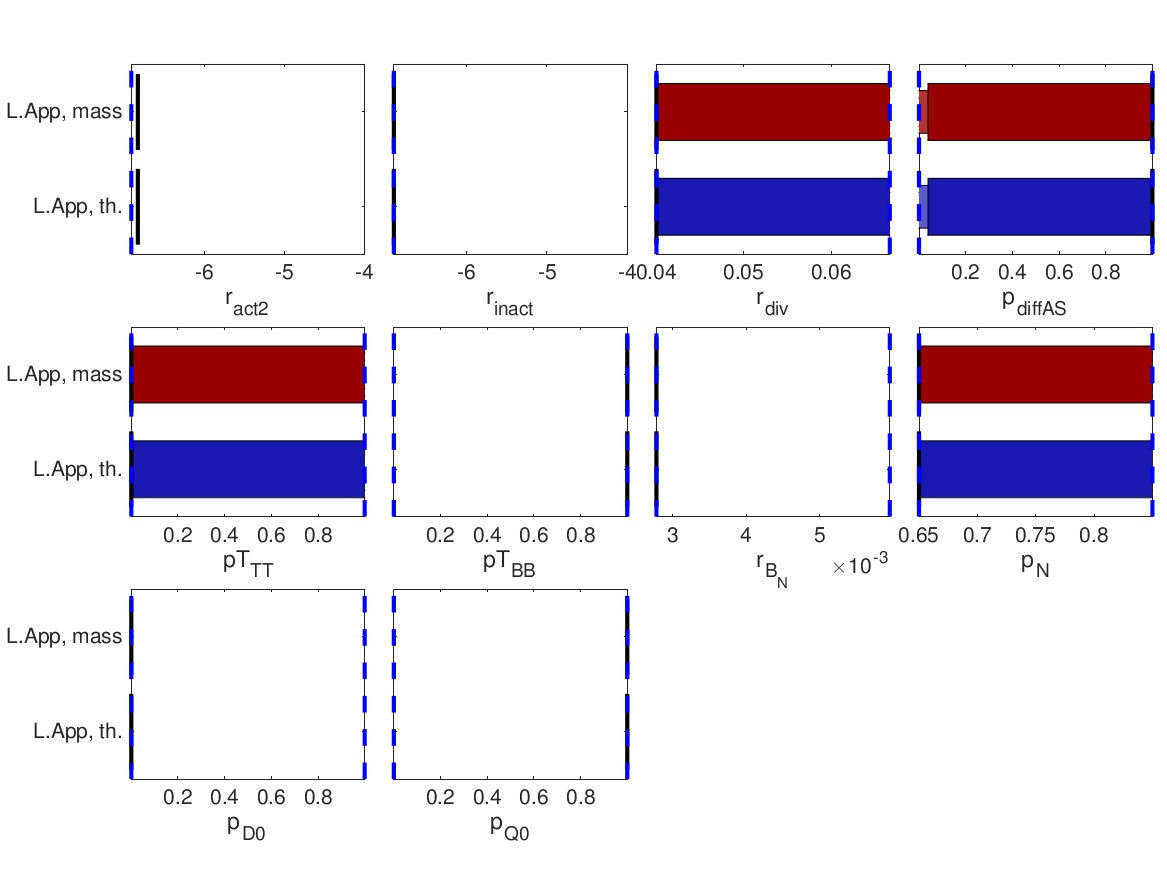 L.App, mass
L.App, th.
-6 -5 -4
r_act2
-6 -5 -4
r_inact
0.04 0.05 0.06
r_div
0.2 0.4 0.6 0.8
p_diffAS
L.App, mass
L.App, th.
0.2 0.4 0.6 0.8
pT_TT
0.2 0.4 0.6 0.8
pT_BB
3 4 5
×10^-3
r_B_N
0.65 0.7 0.75 0.8
p_N
L.App, mass
L.App, th.
0.2 0.4 0.6 0.8
p_D0
0.2 0.4 0.6 0.8
p_Q0